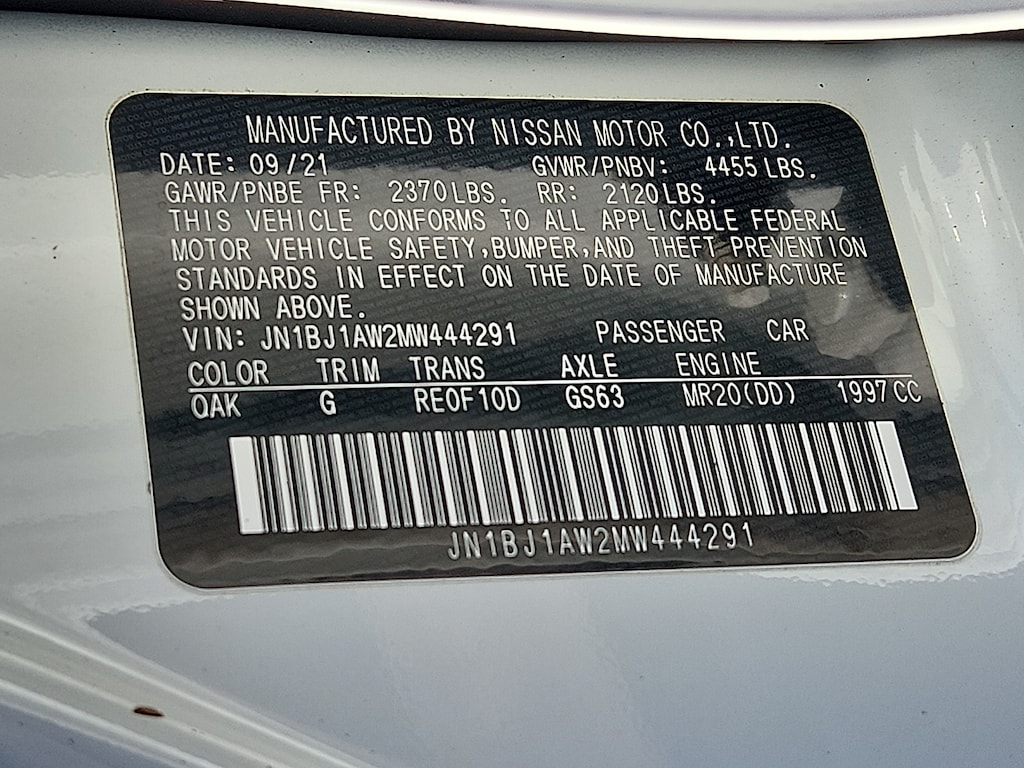 MANUFACTURED BY NISSAN MOTOR CO.,LTD.
DATE: 09/21 GVWR/PNBV: 4455 LBS.
GAWR/PNBE FR: 2370 LBS. RR: 2120 LBS.
THIS VEHICLE CONFORMS TO ALL APPLICABLE FEDERAL
MOTOR VEHICLE SAFETY,BUMPER,AND THEFT PREVENTION
STANDARDS IN EFFECT ON THE DATE OF MANUFACTURE
SHOWN ABOVE.
VIN: JN1BJ1AW2MW444291 PASSENGER CAR
COLOR TRIM TRANS AXLE ENGINE
QAK G RE0F10D GS63 MR20(DD) 1997 CC
JN1BJ1AW2MW444291